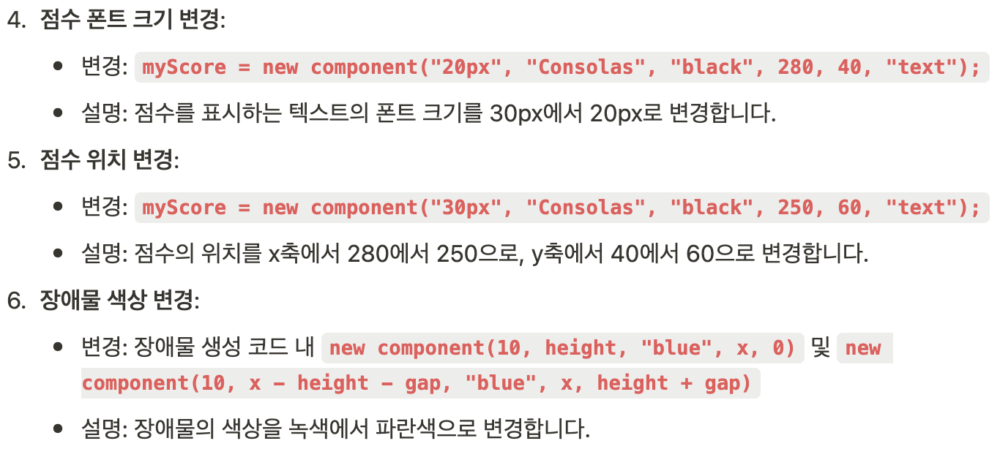 4. 점수 폰트 크기 변경:
• 변경: myScore = new component("20px", "Consolas", "black", 280, 40, "text");
• 설명: 점수를 표시하는 텍스트의 폰트 크기를 30px에서 20px로 변경합니다.
5. 점수 위치 변경:
• 변경: myScore = new component("30px", "Consolas", "black", 250, 60, "text");
• 설명: 점수의 위치를 x축에서 280에서 250으로, y축에서 40에서 60으로 변경합니다.
6. 장애물 색상 변경:
• 변경: 장애물 생성 코드 내 new component(10, height, "blue", x, 0) 및 new
component(10, x - height - gap, "blue", x, height + gap)
• 설명: 장애물의 색상을 녹색에서 파란색으로 변경합니다.